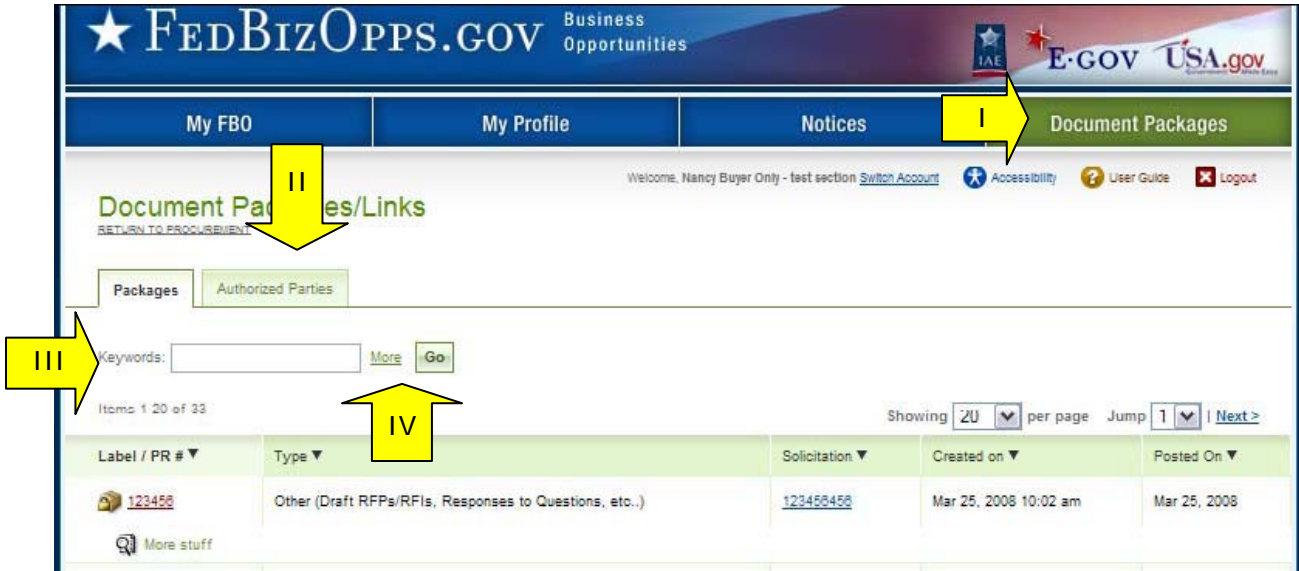 ★ FEDBIZOPPS.GOV Business Opportunities
IAE E·GOV USA.gov
My FBO My Profile Notices I Document Packages
II
Welcome, Nancy Buyer Only - test section Switch Account Accessibility User Guide Logout
Document Pac es/Links
RETURN TO PROCUREMENT
Packages Authorized Parties
III Keywords: More Go
Items 1 20 of 33
IV
Showing 20 per page Jump 1 | Next >
Label / PR # ▼ Type ▼ Solicitation ▼ Created on ▼ Posted On ▼
123456 Other (Draft RFPs/RFIs, Responses to Questions, etc..) 123456456 Mar 25, 2008 10:02 am Mar 25, 2008
More stuff